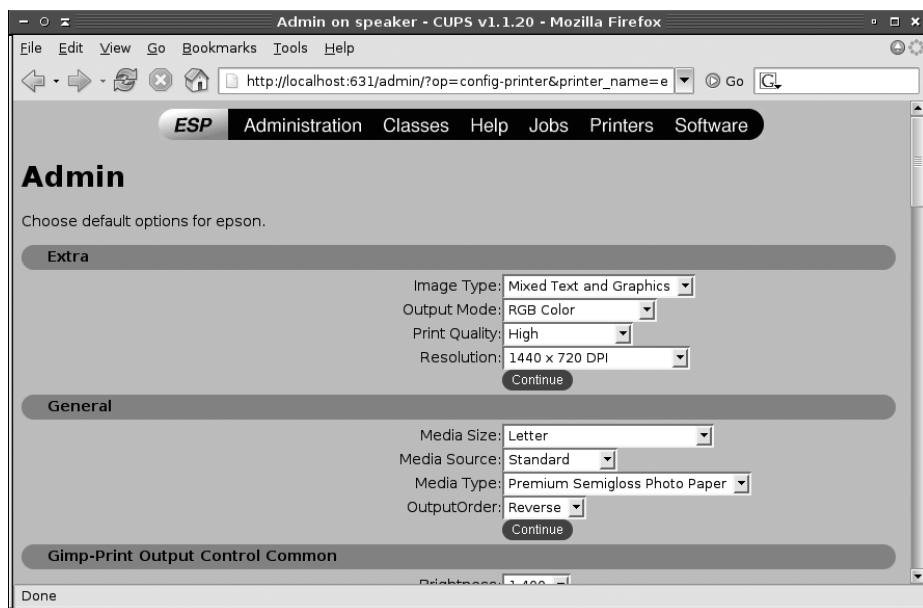 Admin on speaker - CUPS v1.1.20 - Mozilla Firefox
File Edit View Go Bookmarks Tools Help
http://localhost:631/admin/?op=config-printer&printer_name=e Go G.
ESP Administration Classes Help Jobs Printers Software
Admin
Choose default options for epson.
Extra
Image Type: Mixed Text and Graphics
Output Mode: RGB Color
Print Quality: High
Resolution: 1440 x 720 DPI
Continue
General
Media Size: Letter
Media Source: Standard
Media Type: Premium Semigloss Photo Paper
OutputOrder: Reverse
Continue
Gimp-Print Output Control Common
Brightness: 1.400
Done